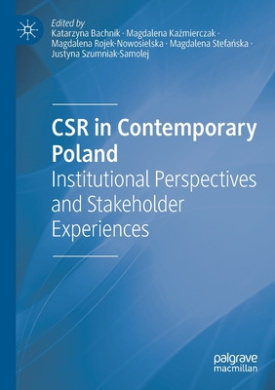 Edited by
Katarzyna Bachnik · Magdalena Kaźmierczak ·
Magdalena Rojek-Nowosielska · Magdalena Stefańska ·
Justyna Szumniak-Samolej
CSR in Contemporary
Poland
Institutional Perspectives
and Stakeholder
Experiences
palgrave
macmillan